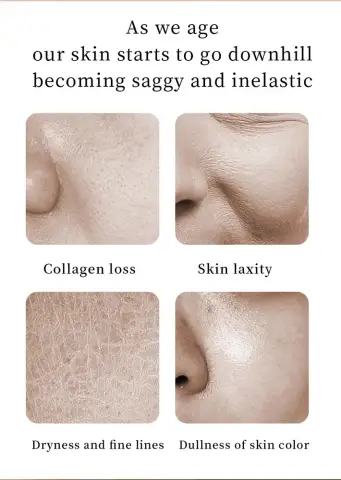 As we age
our skin starts to go downhill
becoming saggy and inelastic
Collagen loss
Skin laxity
Dryness and fine lines
Dullness of skin color